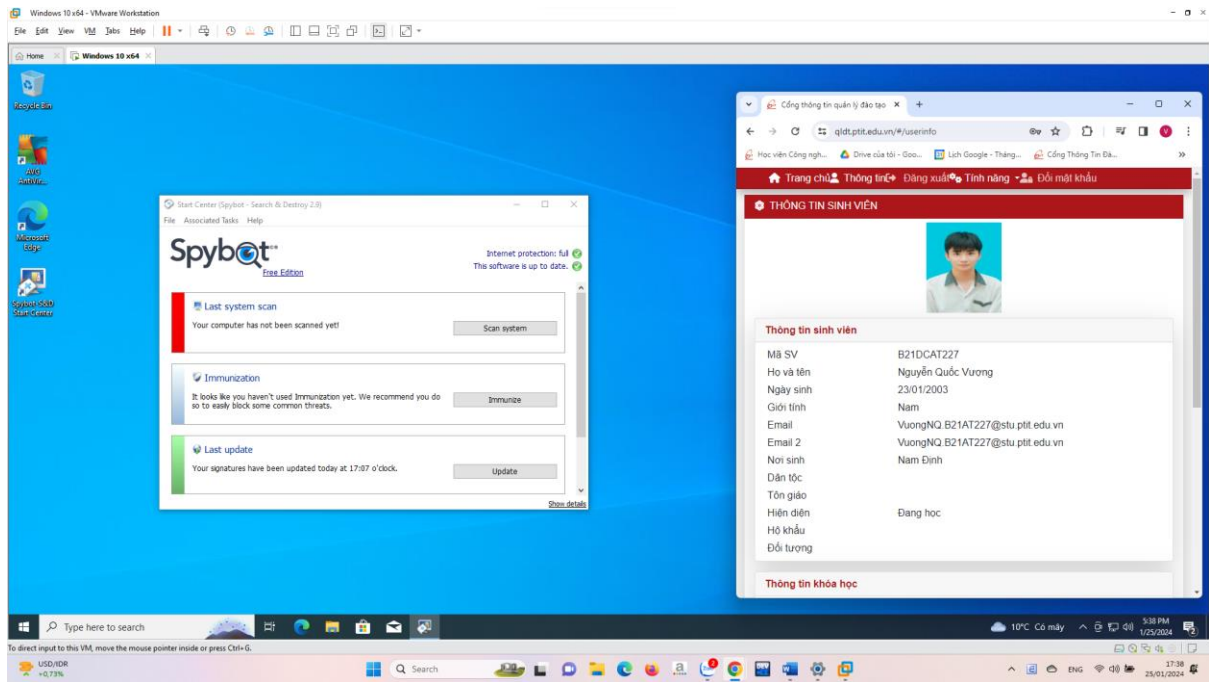 Windows 10 x64 - VMware Workstation
File Edit View VM Tabs Help
Home Windows 10 x64
Recycle Bin
AVG AntiVir...
Microsoft Edge
Spybot-S&D Start Center
Start Center (Spybot - Search & Destroy 2.9)
File Associated Tasks Help
Spybot
Free Edition
Internet protection: full
This software is up to date.
Last system scan
Your computer has not been scanned yet!
Scan system
Immunization
It looks like you haven't used Immunization yet. We recommend you do
so to easily block some common threats.
Immunize
Last update
Your signatures have been updated today at 17:07 o'clock.
Update
Show details
Cổng thông tin quản lý đào tạo
qldt.ptit.edu.vn/#/userinfo
V
Học viện Công ngh... Drive của tôi - Goo... Lịch Google - Tháng... Cổng Thông Tin Đà...
Trang chủ Thông tin Đăng xuất Tính năng Đổi mật khẩu
THÔNG TIN SINH VIÊN
Thông tin sinh viên
Mã SV B21DCAT227
Họ và tên Nguyễn Quốc Vượng
Ngày sinh 23/01/2003
Giới tính Nam
Email VuongNQ.B21AT227@stu.ptit.edu.vn
Email 2 VuongNQ.B21AT227@stu.ptit.edu.vn
Nơi sinh Nam Định
Dân tộc
Tôn giáo
Hiện diện Đang học
Hộ khẩu
Đối tượng
Thông tin khóa học
Type here to search
10°C Có mây
5:38 PM
1/25/2024
To direct input to this VM, move the mouse pointer inside or press Ctrl+G.
USD/IDR
+0,73%
Search
ENG
17:38
25/01/2024